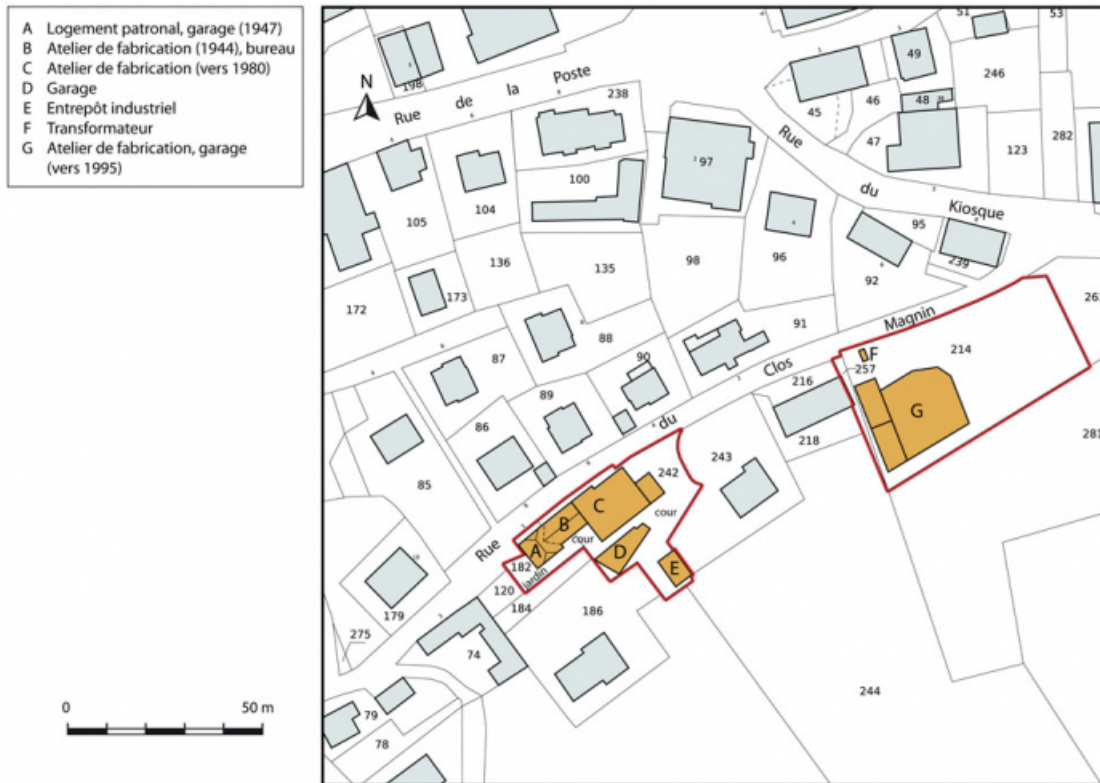 A Logement patronal, garage (1947)
B Atelier de fabrication (1944), bureau
C Atelier de fabrication (vers 1980)
D Garage
E Entrepôt industriel
F Transformateur
G Atelier de fabrication, garage
(vers 1995)
0 50 m
N
Rue de la Poste
Rue du Kiosque
Rue du Clos Magnin
198
238
45
46
47
48
49
51
53
246
282
123
97
100
104
105
136
135
98
96
95
92
239
172
173
88
91
87
90
89
86
85
216
218
257
214
263
281
F
G
243
242
cour
cour
jardin
A
B
C
D
E
182
120
184
186
179
275
74
79
78
244